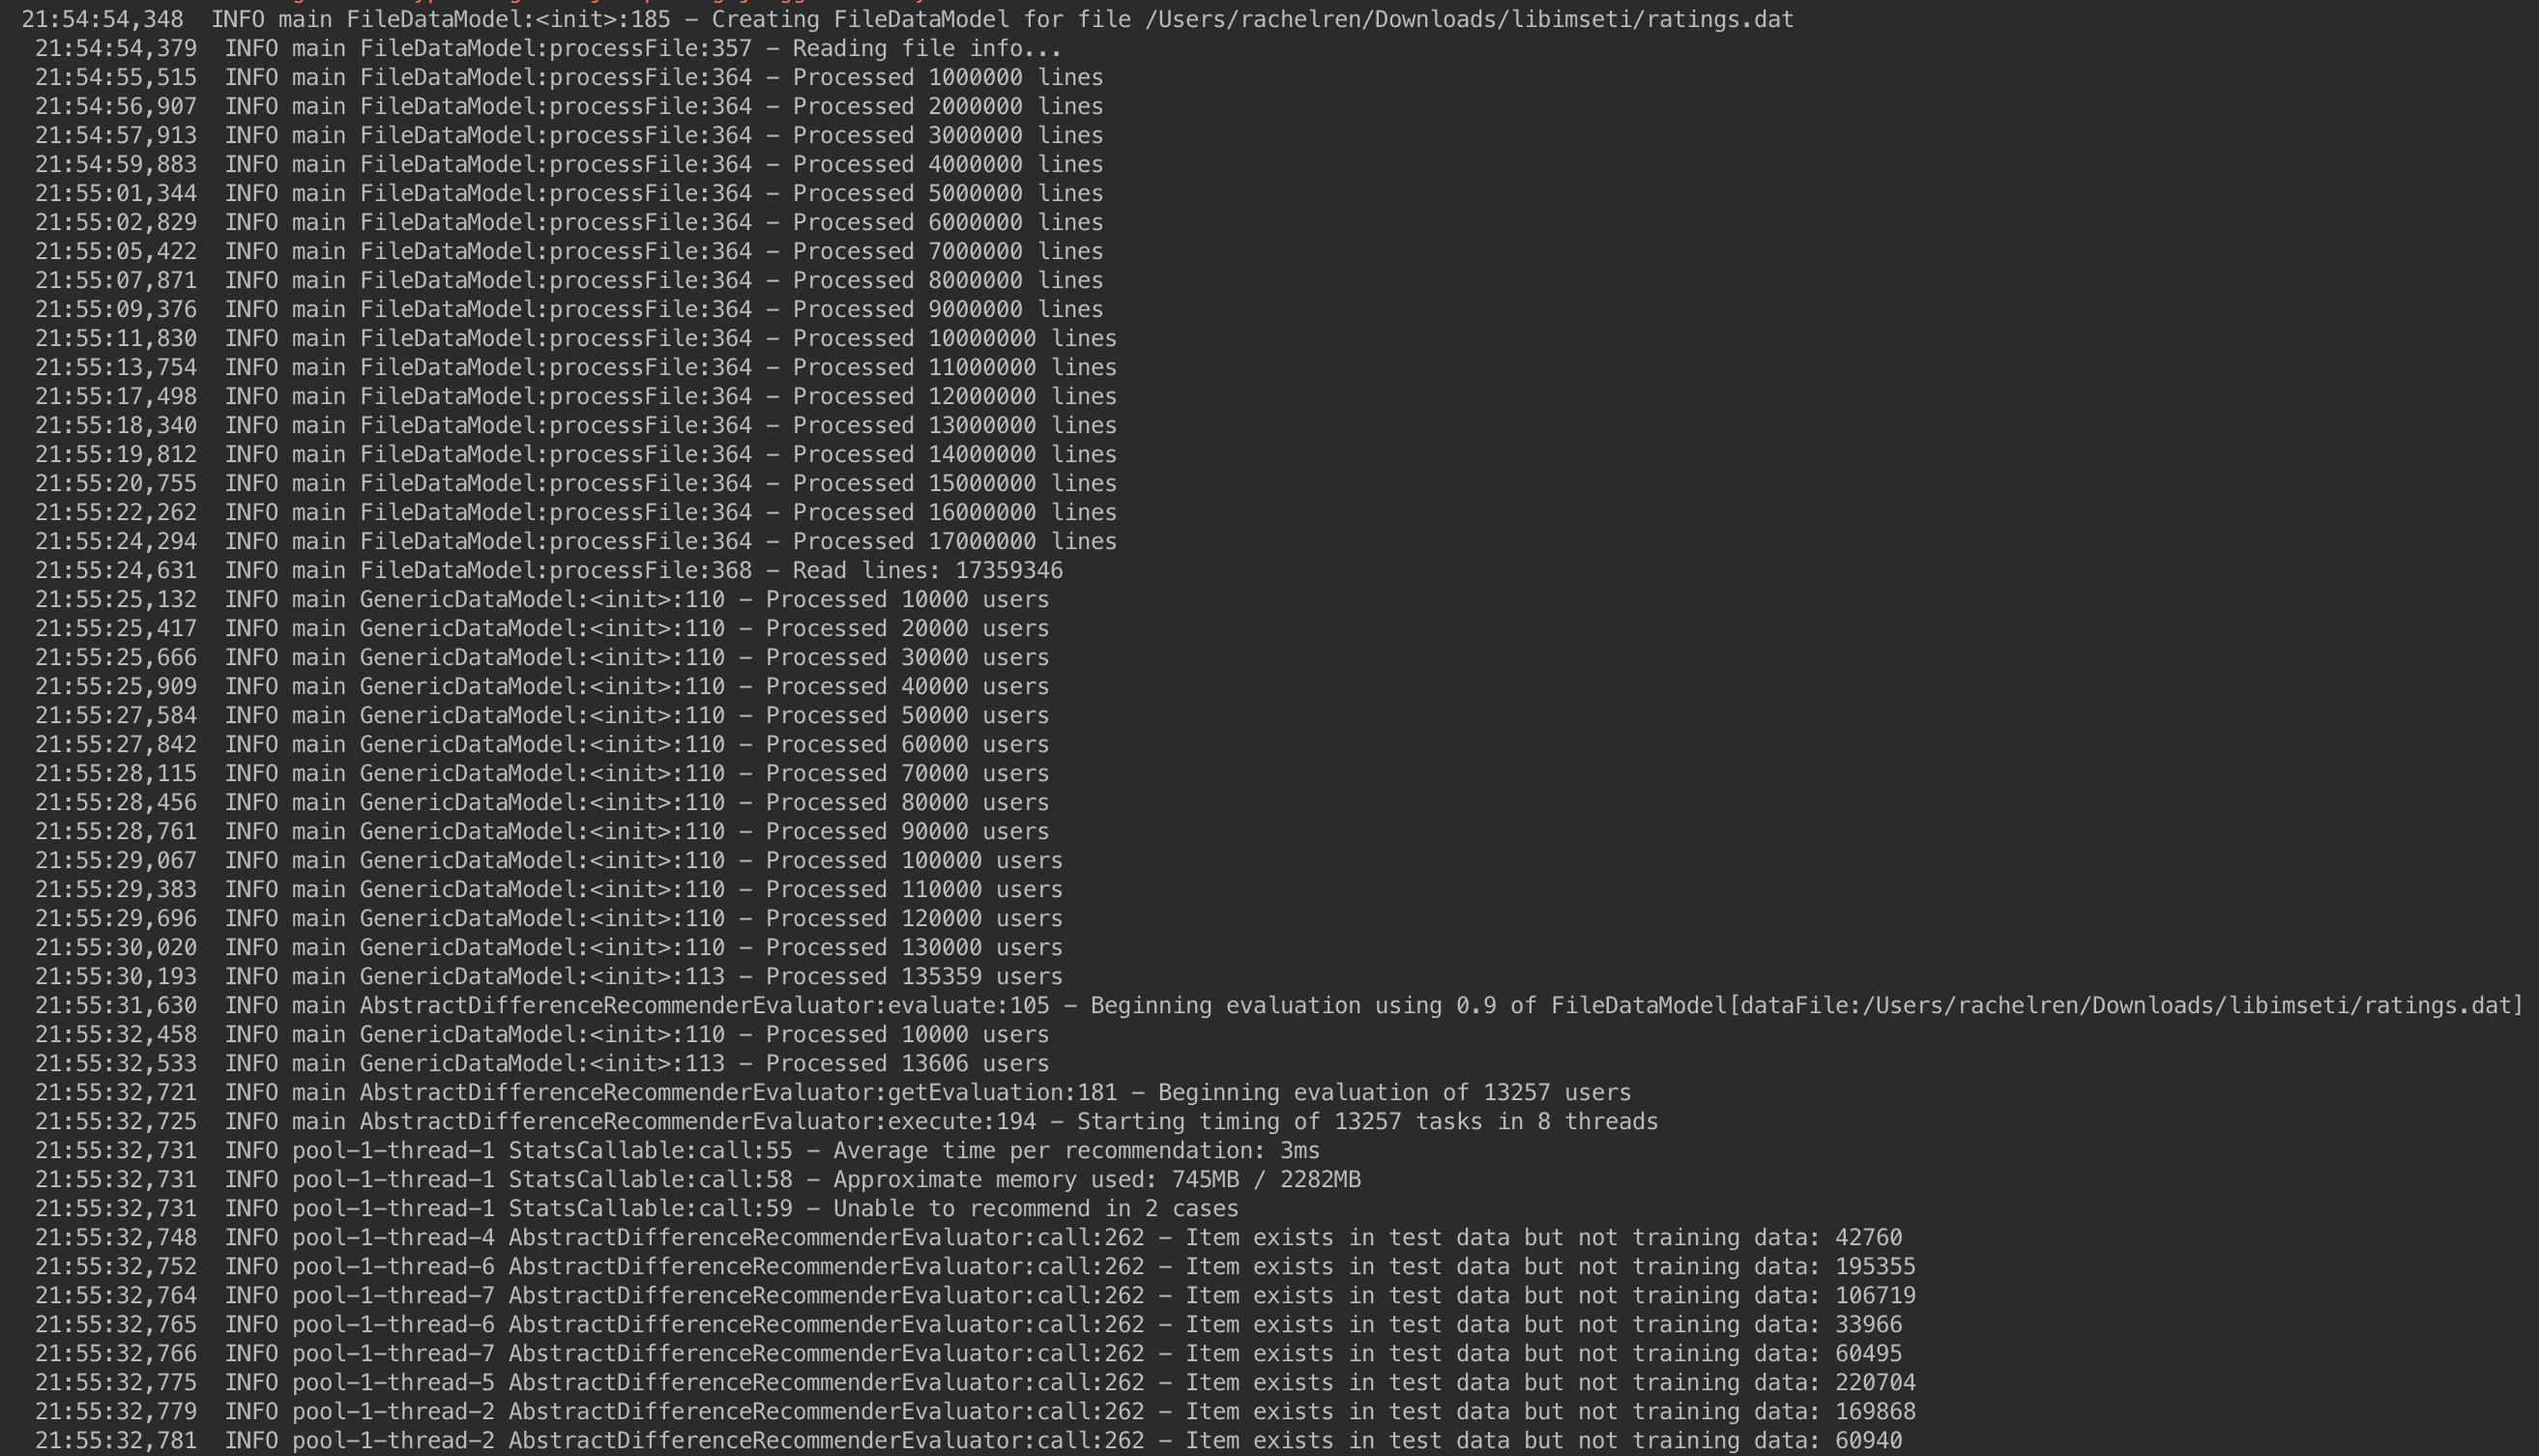 21:54:54,348  INFO main FileDataModel:<init>:185 – Creating FileDataModel for file /Users/rachelren/Downloads/libimseti/ratings.dat
21:54:54,379  INFO main FileDataModel:processFile:357 – Reading file info...
21:54:55,515  INFO main FileDataModel:processFile:364 – Processed 1000000 lines
21:54:56,907  INFO main FileDataModel:processFile:364 – Processed 2000000 lines
21:54:57,913  INFO main FileDataModel:processFile:364 – Processed 3000000 lines
21:54:59,883  INFO main FileDataModel:processFile:364 – Processed 4000000 lines
21:55:01,344  INFO main FileDataModel:processFile:364 – Processed 5000000 lines
21:55:02,829  INFO main FileDataModel:processFile:364 – Processed 6000000 lines
21:55:05,422  INFO main FileDataModel:processFile:364 – Processed 7000000 lines
21:55:07,871  INFO main FileDataModel:processFile:364 – Processed 8000000 lines
21:55:09,376  INFO main FileDataModel:processFile:364 – Processed 9000000 lines
21:55:11,830  INFO main FileDataModel:processFile:364 – Processed 10000000 lines
21:55:13,754  INFO main FileDataModel:processFile:364 – Processed 11000000 lines
21:55:17,498  INFO main FileDataModel:processFile:364 – Processed 12000000 lines
21:55:18,340  INFO main FileDataModel:processFile:364 – Processed 13000000 lines
21:55:19,812  INFO main FileDataModel:processFile:364 – Processed 14000000 lines
21:55:20,755  INFO main FileDataModel:processFile:364 – Processed 15000000 lines
21:55:22,262  INFO main FileDataModel:processFile:364 – Processed 16000000 lines
21:55:24,294  INFO main FileDataModel:processFile:364 – Processed 17000000 lines
21:55:24,631  INFO main FileDataModel:processFile:368 – Read lines: 17359346
21:55:25,132  INFO main GenericDataModel:<init>:110 – Processed 10000 users
21:55:25,417  INFO main GenericDataModel:<init>:110 – Processed 20000 users
21:55:25,666  INFO main GenericDataModel:<init>:110 – Processed 30000 users
21:55:25,909  INFO main GenericDataModel:<init>:110 – Processed 40000 users
21:55:27,584  INFO main GenericDataModel:<init>:110 – Processed 50000 users
21:55:27,842  INFO main GenericDataModel:<init>:110 – Processed 60000 users
21:55:28,115  INFO main GenericDataModel:<init>:110 – Processed 70000 users
21:55:28,456  INFO main GenericDataModel:<init>:110 – Processed 80000 users
21:55:28,761  INFO main GenericDataModel:<init>:110 – Processed 90000 users
21:55:29,067  INFO main GenericDataModel:<init>:110 – Processed 100000 users
21:55:29,383  INFO main GenericDataModel:<init>:110 – Processed 110000 users
21:55:29,696  INFO main GenericDataModel:<init>:110 – Processed 120000 users
21:55:30,020  INFO main GenericDataModel:<init>:110 – Processed 130000 users
21:55:30,193  INFO main GenericDataModel:<init>:113 – Processed 135359 users
21:55:31,630  INFO main AbstractDifferenceRecommenderEvaluator:evaluate:105 – Beginning evaluation using 0.9 of FileDataModel[dataFile:/Users/rachelren/Downloads/libimseti/ratings.dat]
21:55:32,458  INFO main GenericDataModel:<init>:110 – Processed 10000 users
21:55:32,533  INFO main GenericDataModel:<init>:113 – Processed 13606 users
21:55:32,721  INFO main AbstractDifferenceRecommenderEvaluator:getEvaluation:181 – Beginning evaluation of 13257 users
21:55:32,725  INFO main AbstractDifferenceRecommenderEvaluator:execute:194 – Starting timing of 13257 tasks in 8 threads
21:55:32,731  INFO pool-1-thread-1 StatsCallable:call:55 – Average time per recommendation: 3ms
21:55:32,731  INFO pool-1-thread-1 StatsCallable:call:58 – Approximate memory used: 745MB / 2282MB
21:55:32,731  INFO pool-1-thread-1 StatsCallable:call:59 – Unable to recommend in 2 cases
21:55:32,748  INFO pool-1-thread-4 AbstractDifferenceRecommenderEvaluator:call:262 – Item exists in test data but not training data: 42760
21:55:32,752  INFO pool-1-thread-6 AbstractDifferenceRecommenderEvaluator:call:262 – Item exists in test data but not training data: 195355
21:55:32,764  INFO pool-1-thread-7 AbstractDifferenceRecommenderEvaluator:call:262 – Item exists in test data but not training data: 106719
21:55:32,765  INFO pool-1-thread-6 AbstractDifferenceRecommenderEvaluator:call:262 – Item exists in test data but not training data: 33966
21:55:32,766  INFO pool-1-thread-7 AbstractDifferenceRecommenderEvaluator:call:262 – Item exists in test data but not training data: 60495
21:55:32,775  INFO pool-1-thread-5 AbstractDifferenceRecommenderEvaluator:call:262 – Item exists in test data but not training data: 220704
21:55:32,779  INFO pool-1-thread-2 AbstractDifferenceRecommenderEvaluator:call:262 – Item exists in test data but not training data: 169868
21:55:32,781  INFO pool-1-thread-2 AbstractDifferenceRecommenderEvaluator:call:262 – Item exists in test data but not training data: 60940